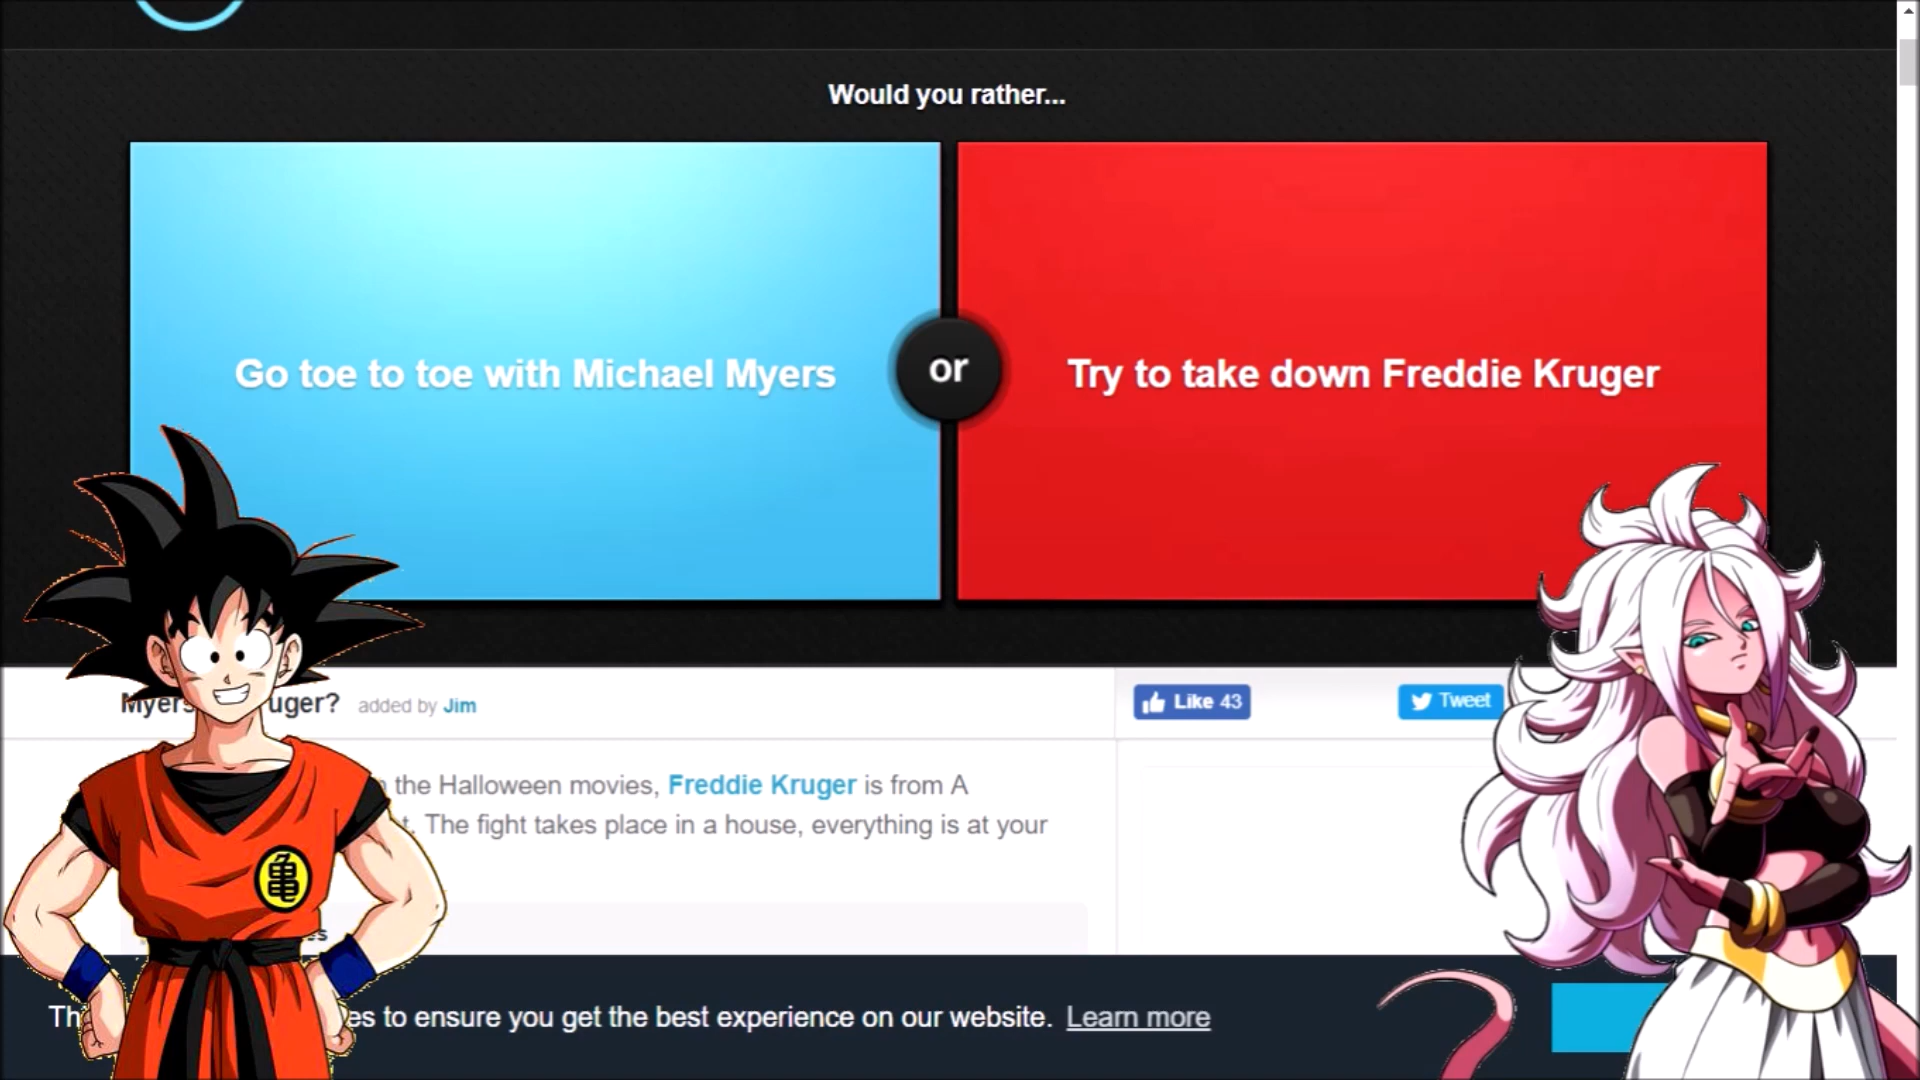 Would you rather...
Go toe to toe with Michael Myers
or
Try to take down Freddie Kruger
Myers uger? added by Jim
Like 43
Tweet
the Halloween movies, Freddie Kruger is from A
t. The fight takes place in a house, everything is at your
es to ensure you get the best experience on our website. Learn more
亀